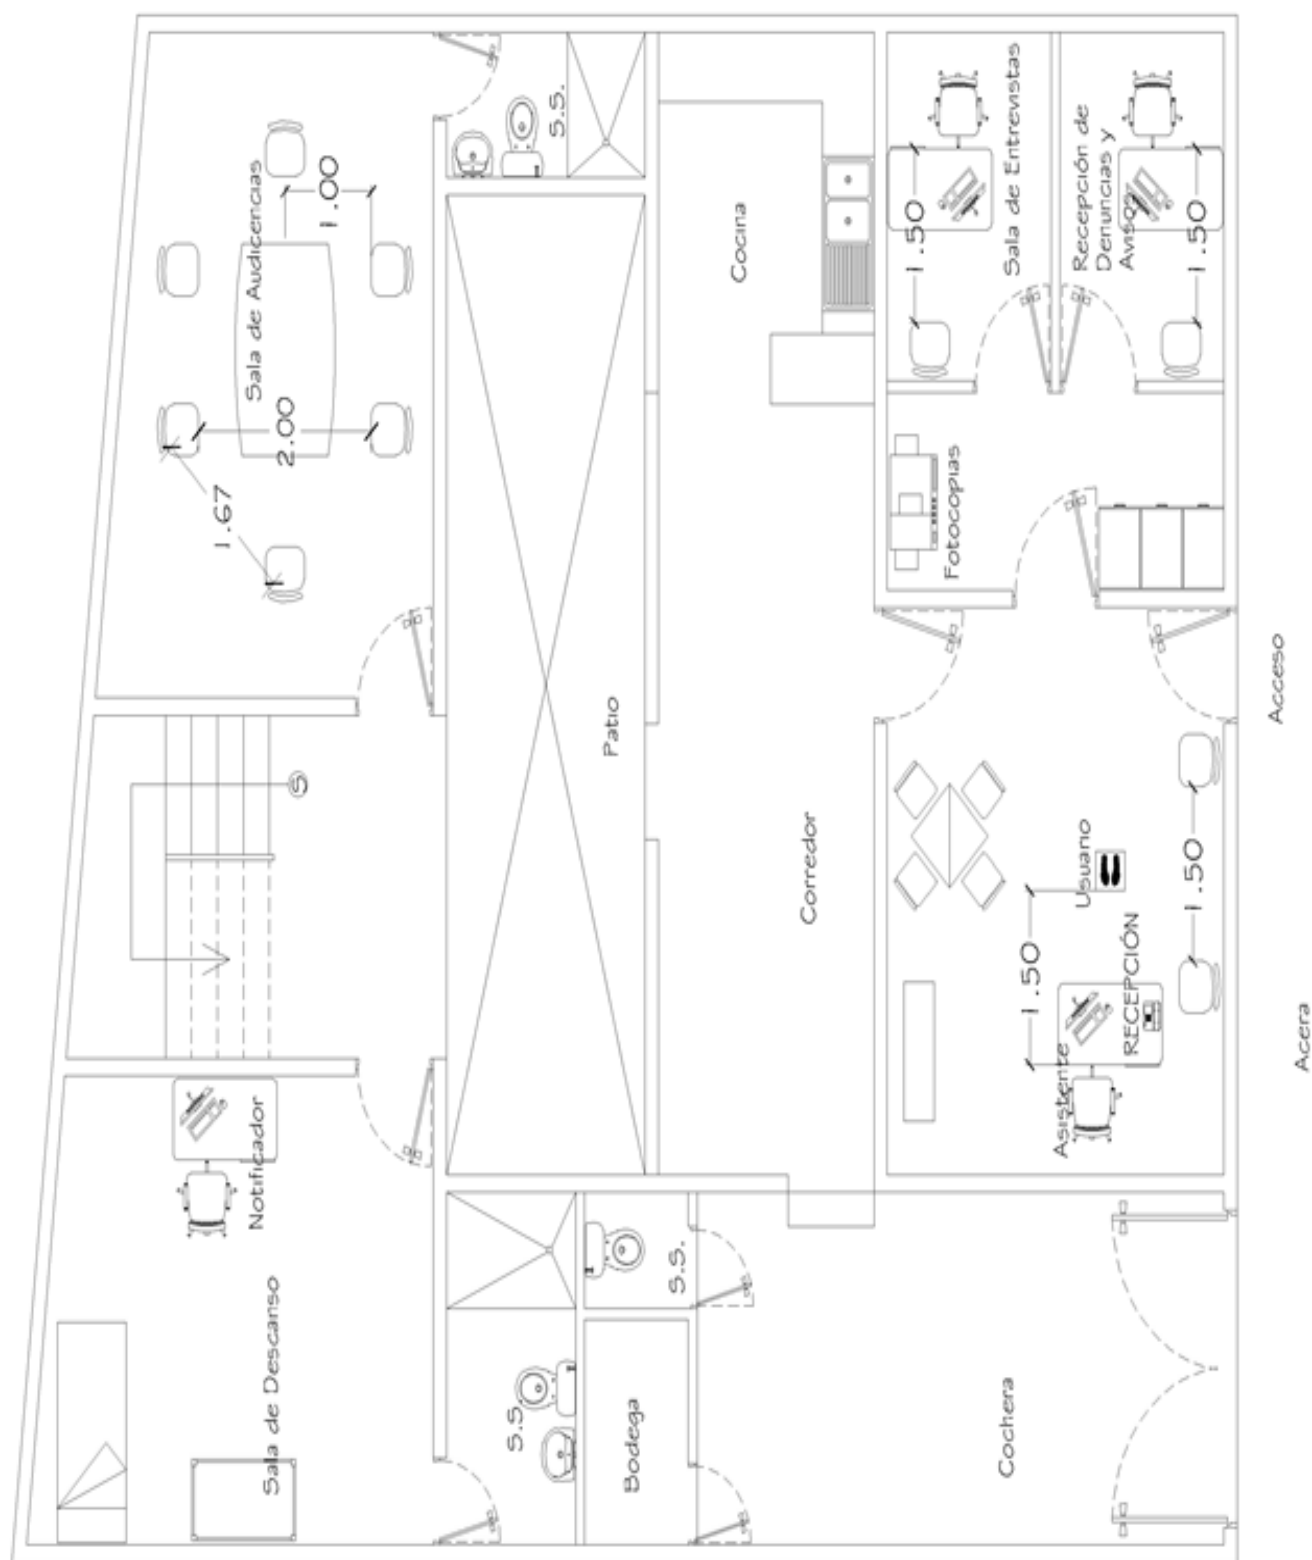 Sala de Audicencias
1.00
2.00
1.67
S.S.
Cocina
Sala de Entrevistas
1.50
Recepción de
Denuncias y
Avisos
1.50
Fotocopias
Patio
S
Corredor
Acceso
Usuario
1.50
1.50
RECEPCIÓN
Asistente
Acera
Notificador
Sala de Descanso
S.S.
S.S.
Bodega
Cochera